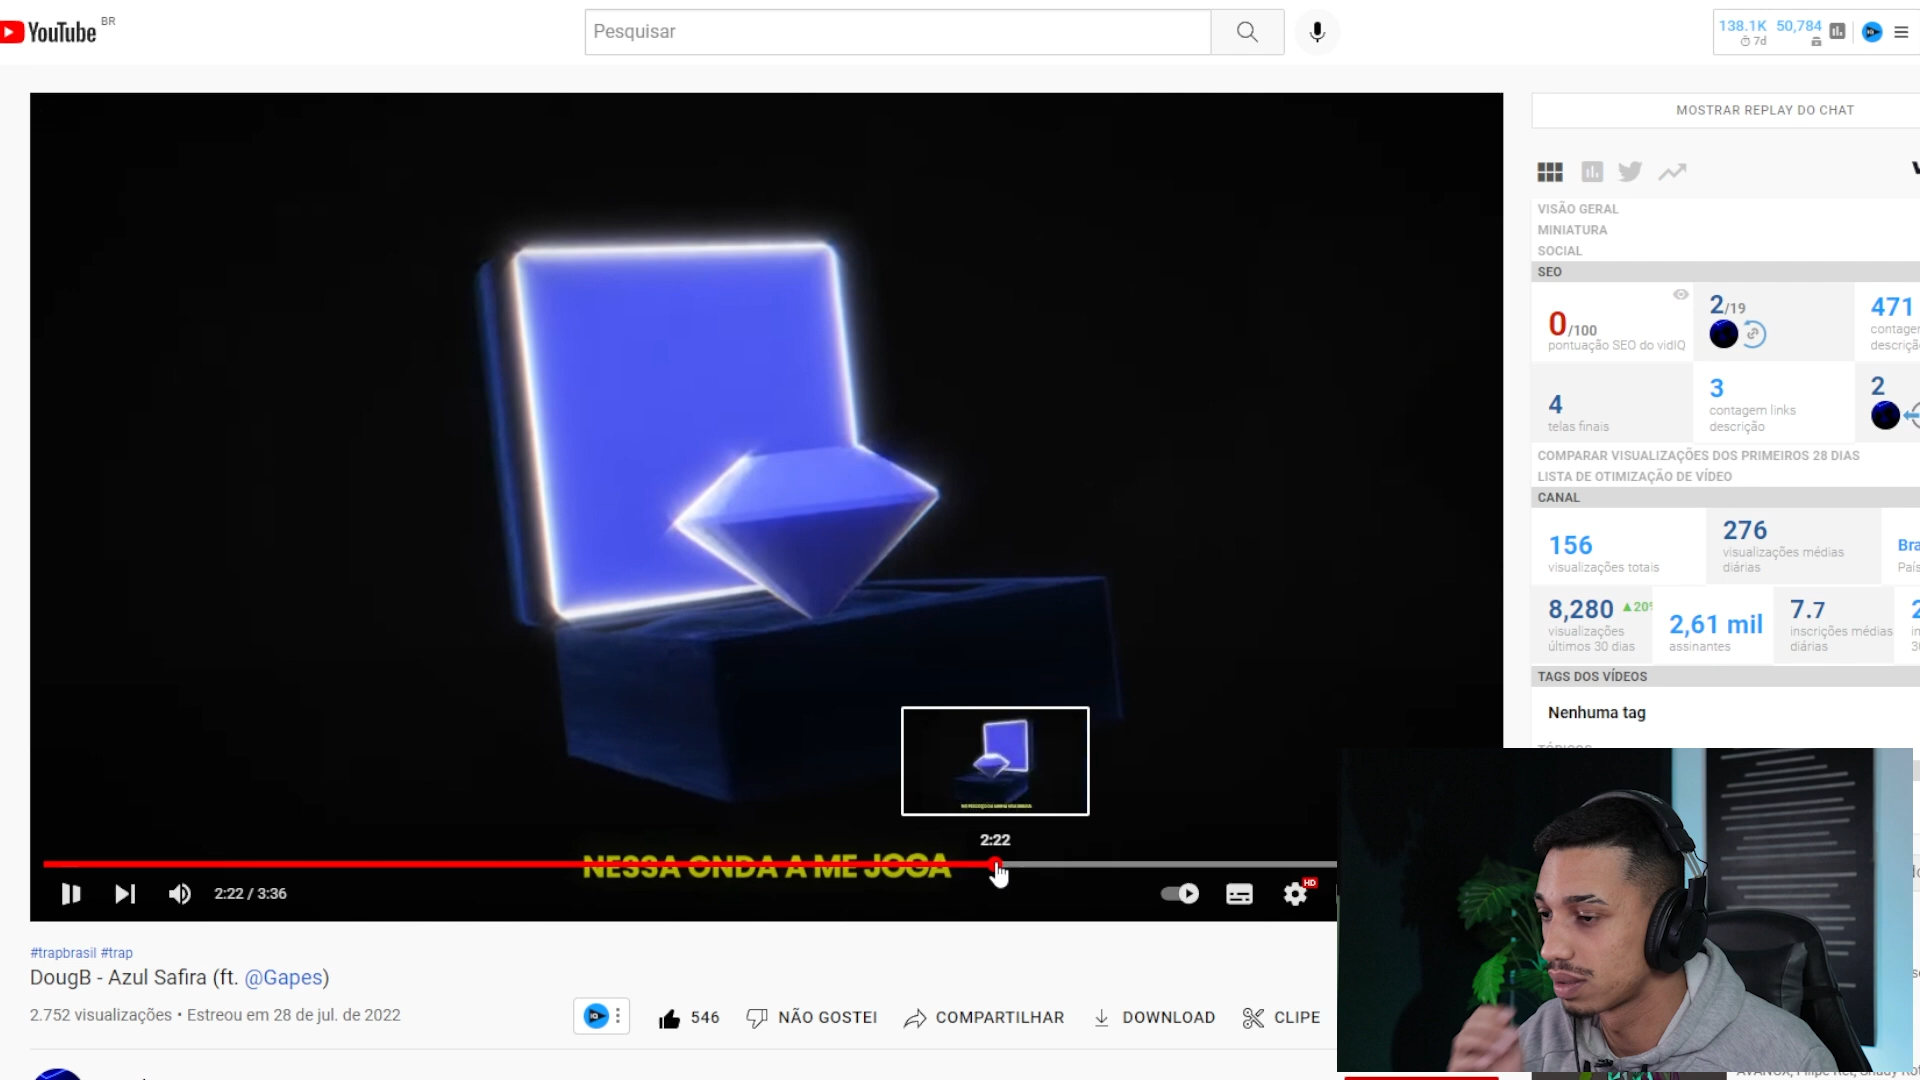 YouTube BR
Pesquisar
138.1K 50,784
7d
MOSTRAR REPLAY DO CHAT
VISÃO GERAL
MINIATURA
SOCIAL
SEO
0/100
pontuação SEO do vidIQ
2/19
471
4
telas finais
3
contagem links
descrição
2
COMPARAR VISUALIZAÇÕES DOS PRIMEIROS 28 DIAS
LISTA DE OTIMIZAÇÃO DE VÍDEO
CANAL
156
visualizações totais
276
visualizações médias
diárias
8,280
visualizações
últimos 30 dias
2,61 mil
assinantes
7.7
inscrições médias
diárias
TAGS DOS VÍDEOS
Nenhuma tag
2:22
NESSA ONDA A ME JOGA
2:22 / 3:36
HD
#trapbrasil #trap
DougB - Azul Safira (ft. @Gapes)
2.752 visualizações • Estreou em 28 de jul. de 2022
546
NÃO GOSTEI
COMPARTILHAR
DOWNLOAD
CLIPE